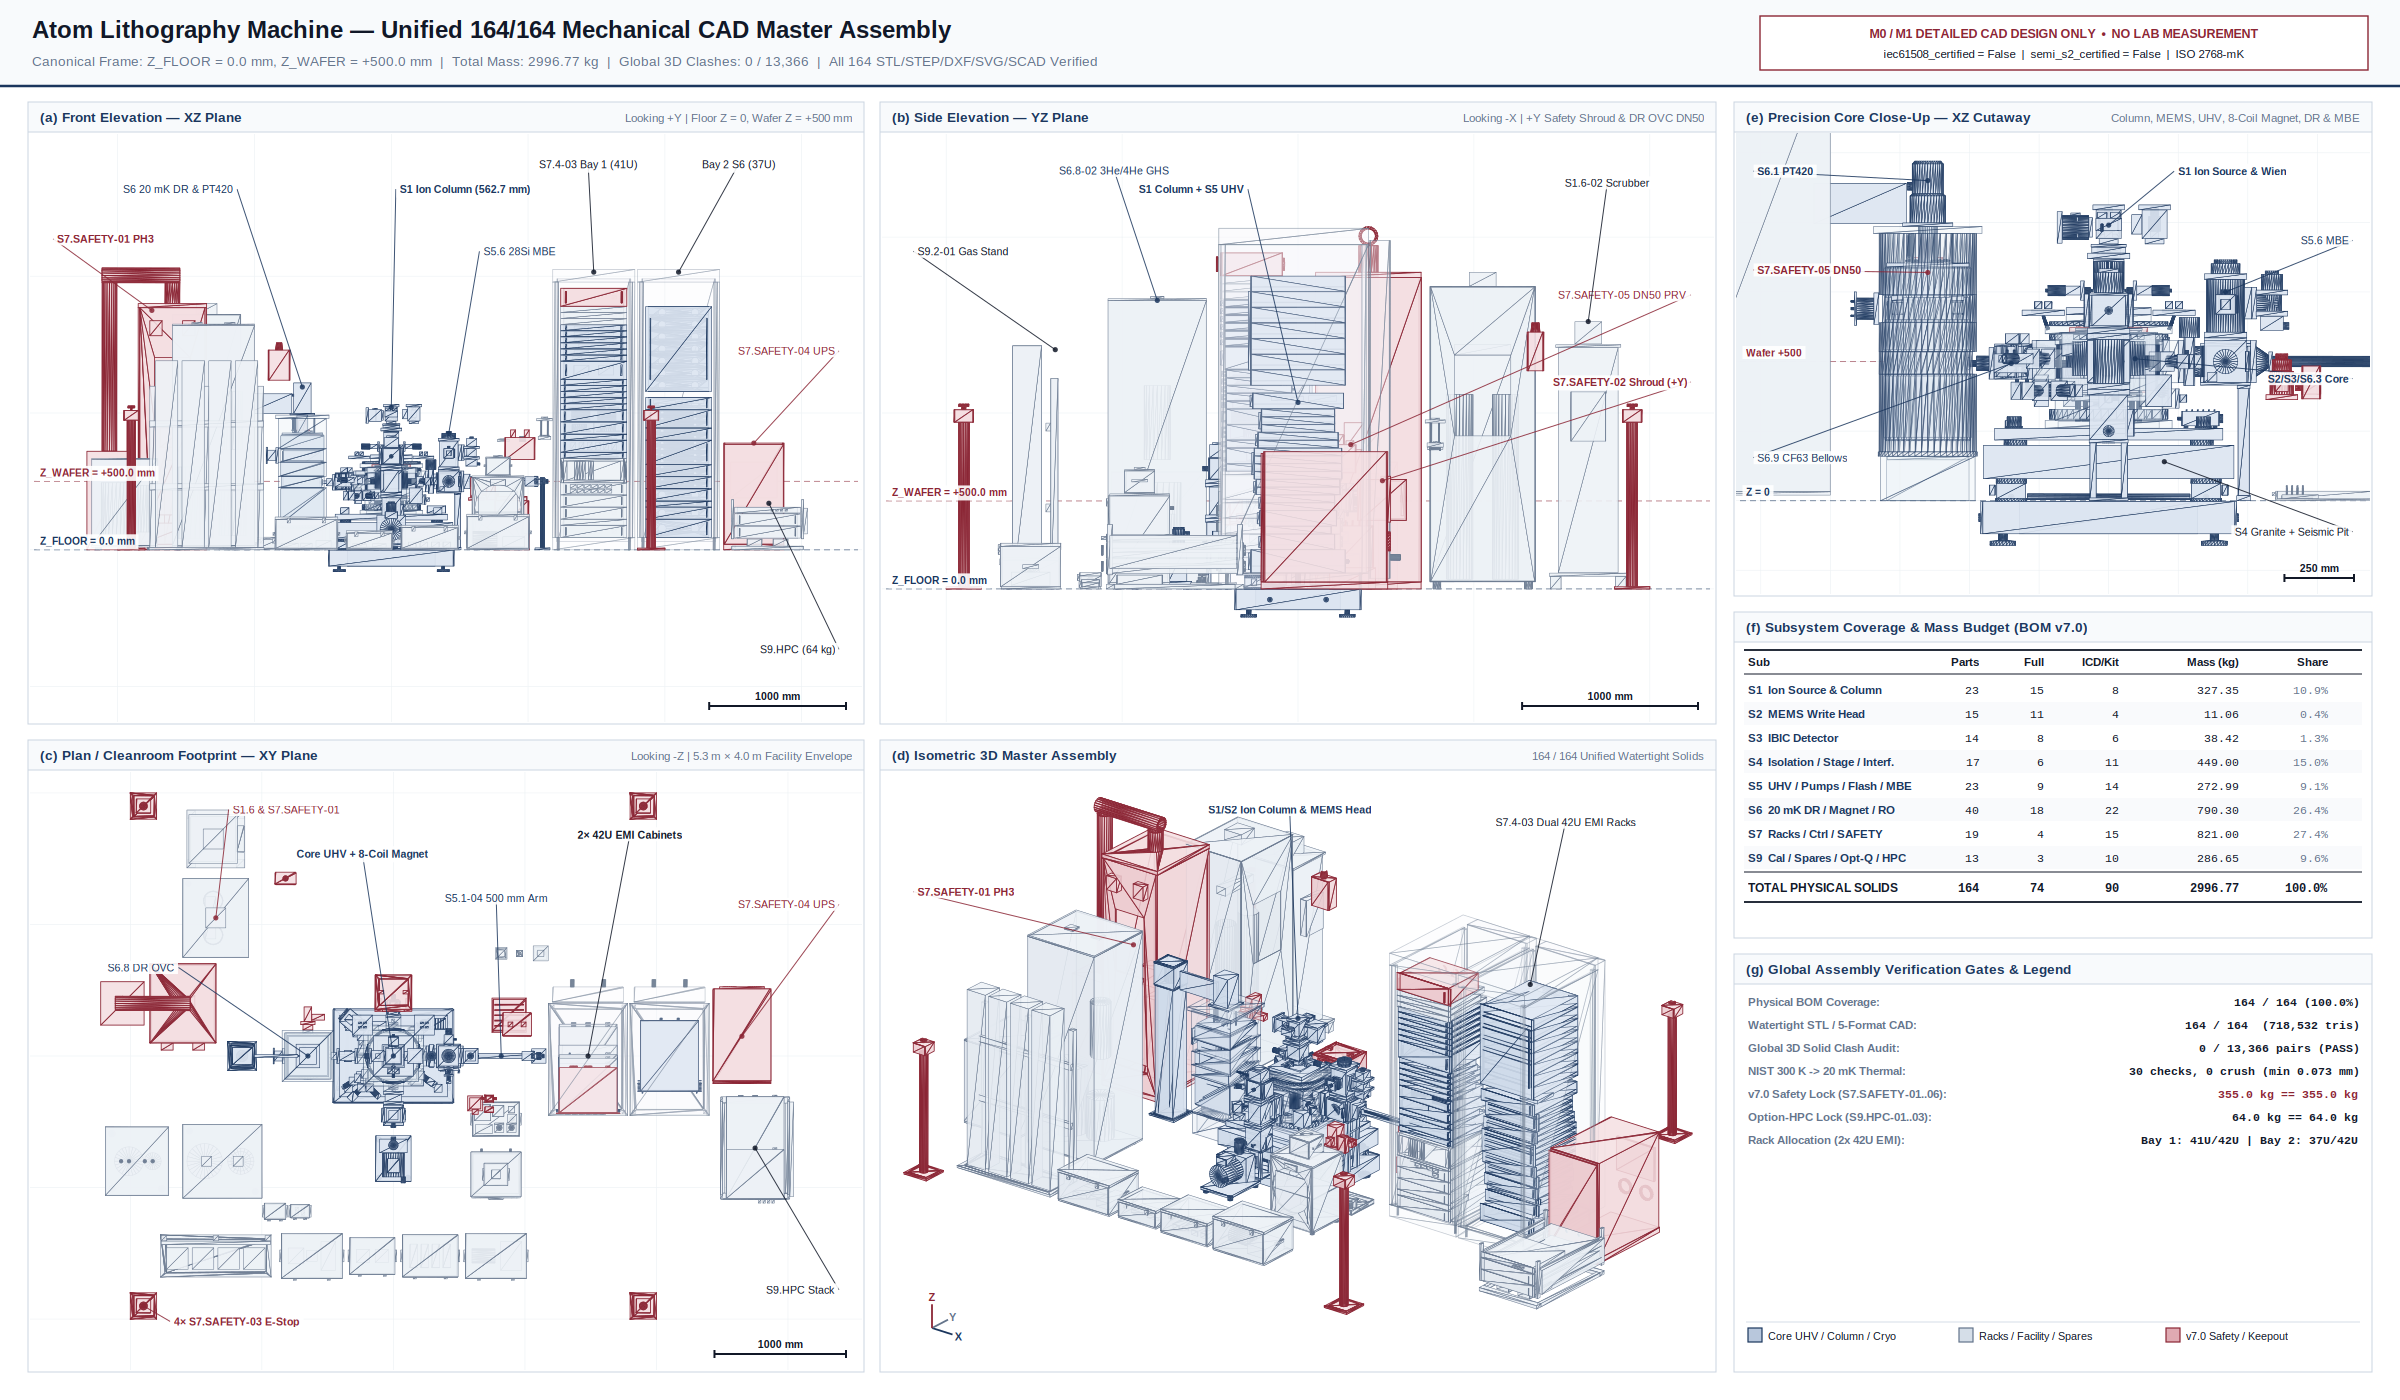 Atom Lithography Machine — Unified 164/164 Mechanical CAD Master Assembly
Canonical Frame: Z_FLOOR = 0.0 mm, Z_WAFER = +500.0 mm | Total Mass: 2996.77 kg | Global 3D Clashes: 0 / 13,366 | All 164 STL/STEP/DXF/SVG/SCAD Verified
M0 / M1 DETAILED CAD DESIGN ONLY • NO LAB MEASUREMENT
iec61508_certified = False | semi_s2_certified = False | ISO 2768-mK
(a) Front Elevation — XZ Plane
Looking +Y | Floor Z = 0, Wafer Z = +500 mm
S7.4-03 Bay 1 (41U)
Bay 2 S6 (37U)
S6 20 mK DR & PT420
S1 Ion Column (562.7 mm)
S7.SAFETY-01 PH3
S5.6 28Si MBE
S7.SAFETY-04 UPS
Z_WAFER = +500.0 mm
Z_FLOOR = 0.0 mm
S9.HPC (64 kg)
1000 mm
(b) Side Elevation — YZ Plane
Looking -X | +Y Safety Shroud & DR OVC DN50
S6.8-02 3He/4He GHS
S1 Column + S5 UHV
S1.6-02 Scrubber
S9.2-01 Gas Stand
S7.SAFETY-05 DN50 PRV
S7.SAFETY-02 Shroud (+Y)
Z_WAFER = +500.0 mm
Z_FLOOR = 0.0 mm
1000 mm
(e) Precision Core Close-Up — XZ Cutaway
Column, MEMS, UHV, 8-Coil Magnet, DR & MBE
S6.1 PT420
S1 Ion Source & Wien
S5.6 MBE
S7.SAFETY-05 DN50
Wafer +500
S2/S3/S6.3 Core
S6.9 CF63 Bellows
Z = 0
S4 Granite + Seismic Pit
250 mm
(f) Subsystem Coverage & Mass Budget (BOM v7.0)
Sub Parts Full ICD/Kit Mass (kg) Share
S1 Ion Source & Column 23 15 8 327.35 10.9%
S2 MEMS Write Head 15 11 4 11.06 0.4%
S3 IBIC Detector 14 8 6 38.42 1.3%
S4 Isolation / Stage / Interf. 17 6 11 449.00 15.0%
S5 UHV / Pumps / Flash / MBE 23 9 14 272.99 9.1%
S6 20 mK DR / Magnet / RO 40 18 22 790.30 26.4%
S7 Racks / Ctrl / SAFETY 19 4 15 821.00 27.4%
S9 Cal / Spares / Opt-Q / HPC 13 3 10 286.65 9.6%
TOTAL PHYSICAL SOLIDS 164 74 90 2996.77 100.0%
(c) Plan / Cleanroom Footprint — XY Plane
Looking -Z | 5.3 m × 4.0 m Facility Envelope
S1.6 & S7.SAFETY-01
2× 42U EMI Cabinets
Core UHV + 8-Coil Magnet
S5.1-04 500 mm Arm
S7.SAFETY-04 UPS
S6.8 DR OVC
S9.HPC Stack
4× S7.SAFETY-03 E-Stop
1000 mm
(d) Isometric 3D Master Assembly
164 / 164 Unified Watertight Solids
S1/S2 Ion Column & MEMS Head
S7.4-03 Dual 42U EMI Racks
S7.SAFETY-01 PH3
Z
Y
X
(g) Global Assembly Verification Gates & Legend
Physical BOM Coverage: 164 / 164 (100.0%)
Watertight STL / 5-Format CAD: 164 / 164 (718,532 tris)
Global 3D Solid Clash Audit: 0 / 13,366 pairs (PASS)
NIST 300 K -> 20 mK Thermal: 30 checks, 0 crush (min 0.073 mm)
v7.0 Safety Lock (S7.SAFETY-01..06): 355.0 kg == 355.0 kg
Option-HPC Lock (S9.HPC-01..03): 64.0 kg == 64.0 kg
Rack Allocation (2x 42U EMI): Bay 1: 41U/42U | Bay 2: 37U/42U
Core UHV / Column / Cryo
Racks / Facility / Spares
v7.0 Safety / Keepout